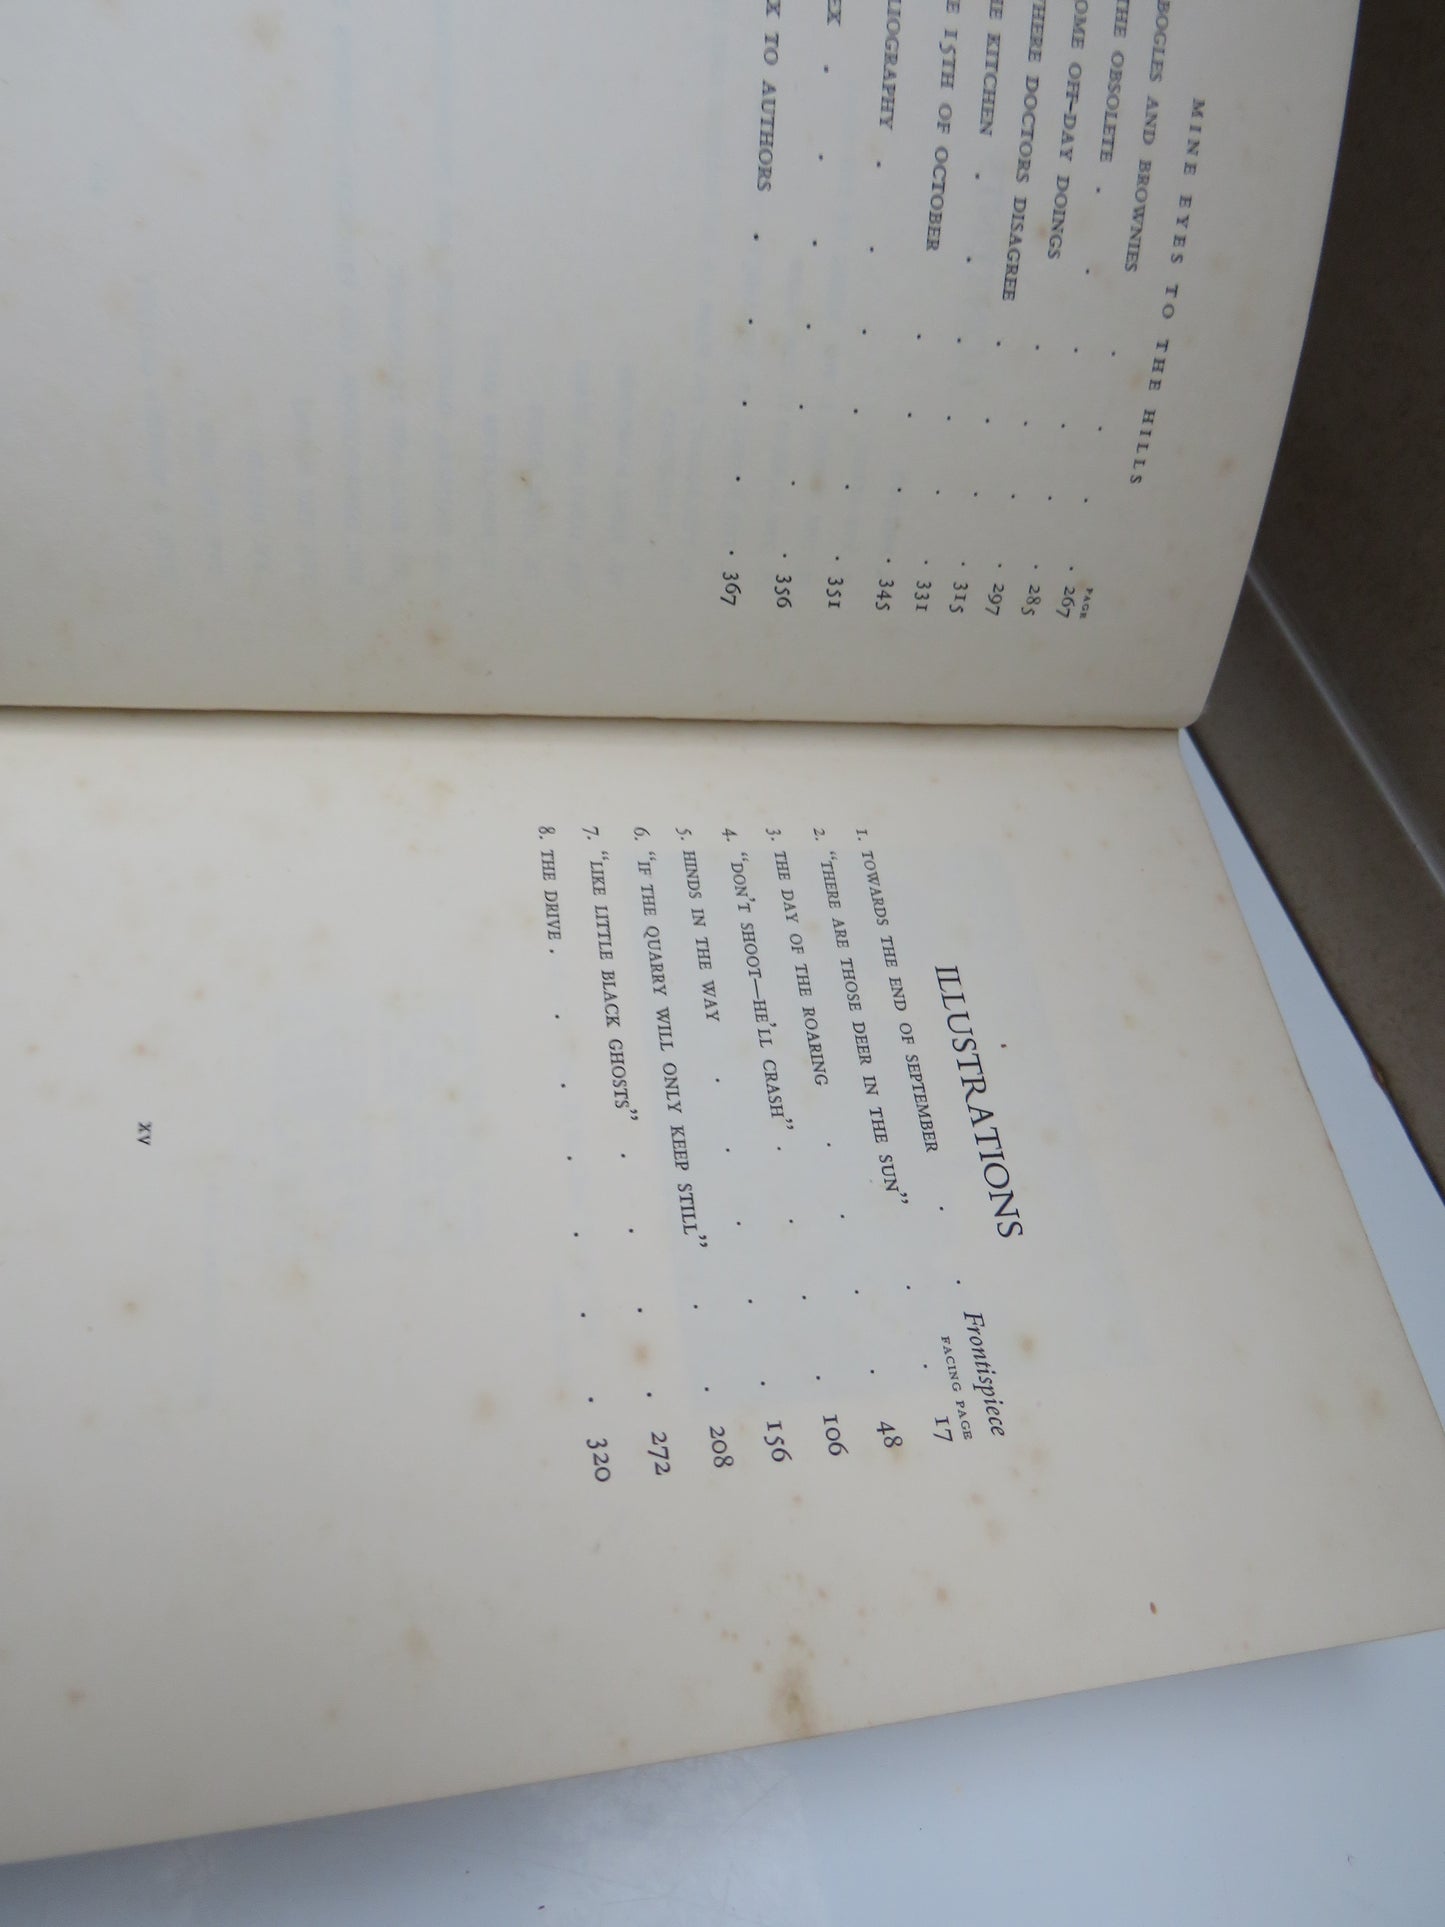 MINE EYES TO THE HILLS
PAGE
BOGLES AND BROWNIES . . . . 267
THE OBSOLETE . . . . . 285
OME OFF-DAY DOINGS . . . . 297
HERE DOCTORS DISAGREE . . . . 315
E KITCHEN . . . . . . 331
E 15TH OF OCTOBER . . . . 345
LIOGRAPHY . . . . . . 351
EX . . . . . . . 356
X TO AUTHORS . . . . . 367
ILLUSTRATIONS
1. TOWARDS THE END OF SEPTEMBER . . Frontispiece
FACING PAGE
2. "THERE ARE THOSE DEER IN THE SUN" . . 17
3. THE DAY OF THE ROARING . . . . 48
4. "DON'T SHOOT—HE'LL CRASH" . . . . 106
5. HINDS IN THE WAY . . . . . 156
6. "IF THE QUARRY WILL ONLY KEEP STILL" . . 208
7. "LIKE LITTLE BLACK GHOSTS" . . . . 272
8. THE DRIVE . . . . . . . 320
xv